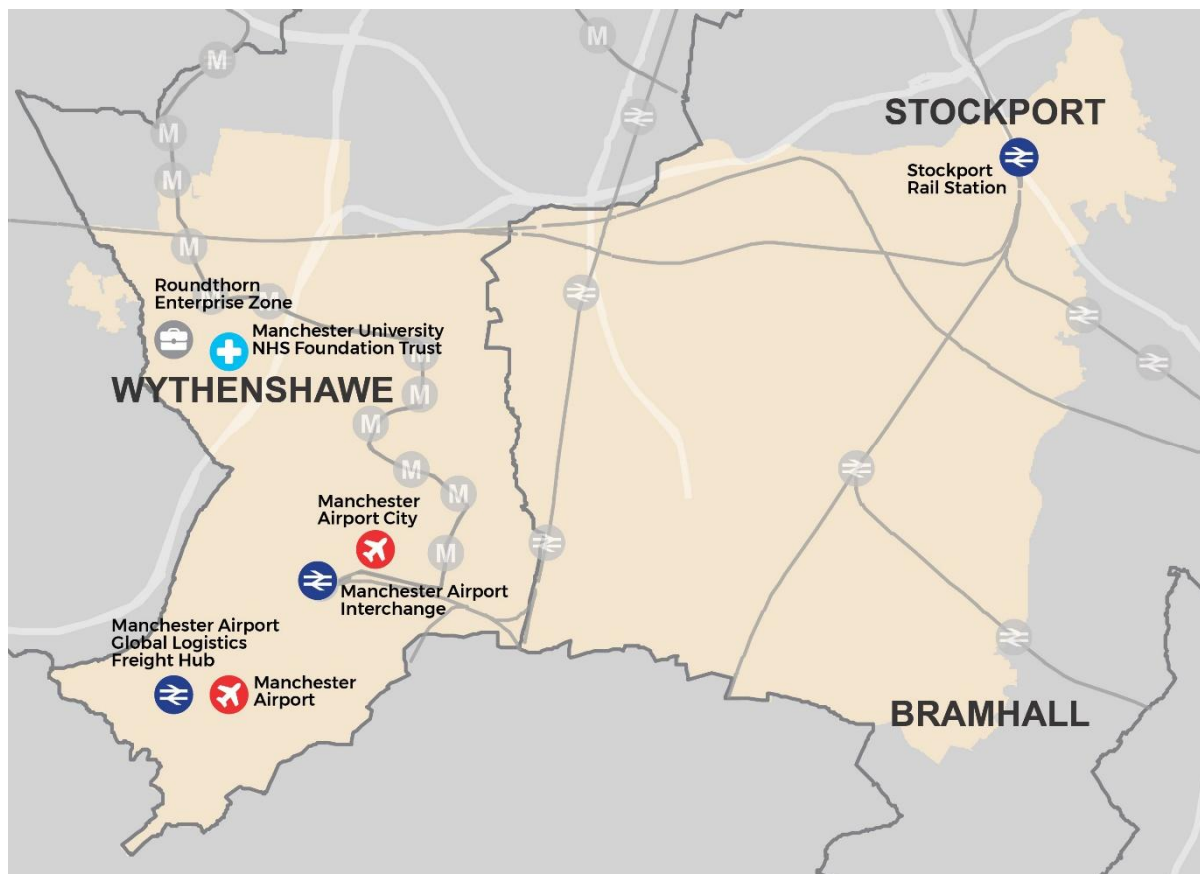 M
M
STOCKPORT
M
Stockport
Rail Station
M
M
Roundthorn
Enterprise Zone
M
M
Manchester University
NHS Foundation Trust
M
WYTHENSHAWE
M
M
M
M
Manchester
Airport City
M
Manchester Airport
Interchange
Manchester Airport
Global Logistics
Freight Hub
Manchester
Airport
BRAMHALL